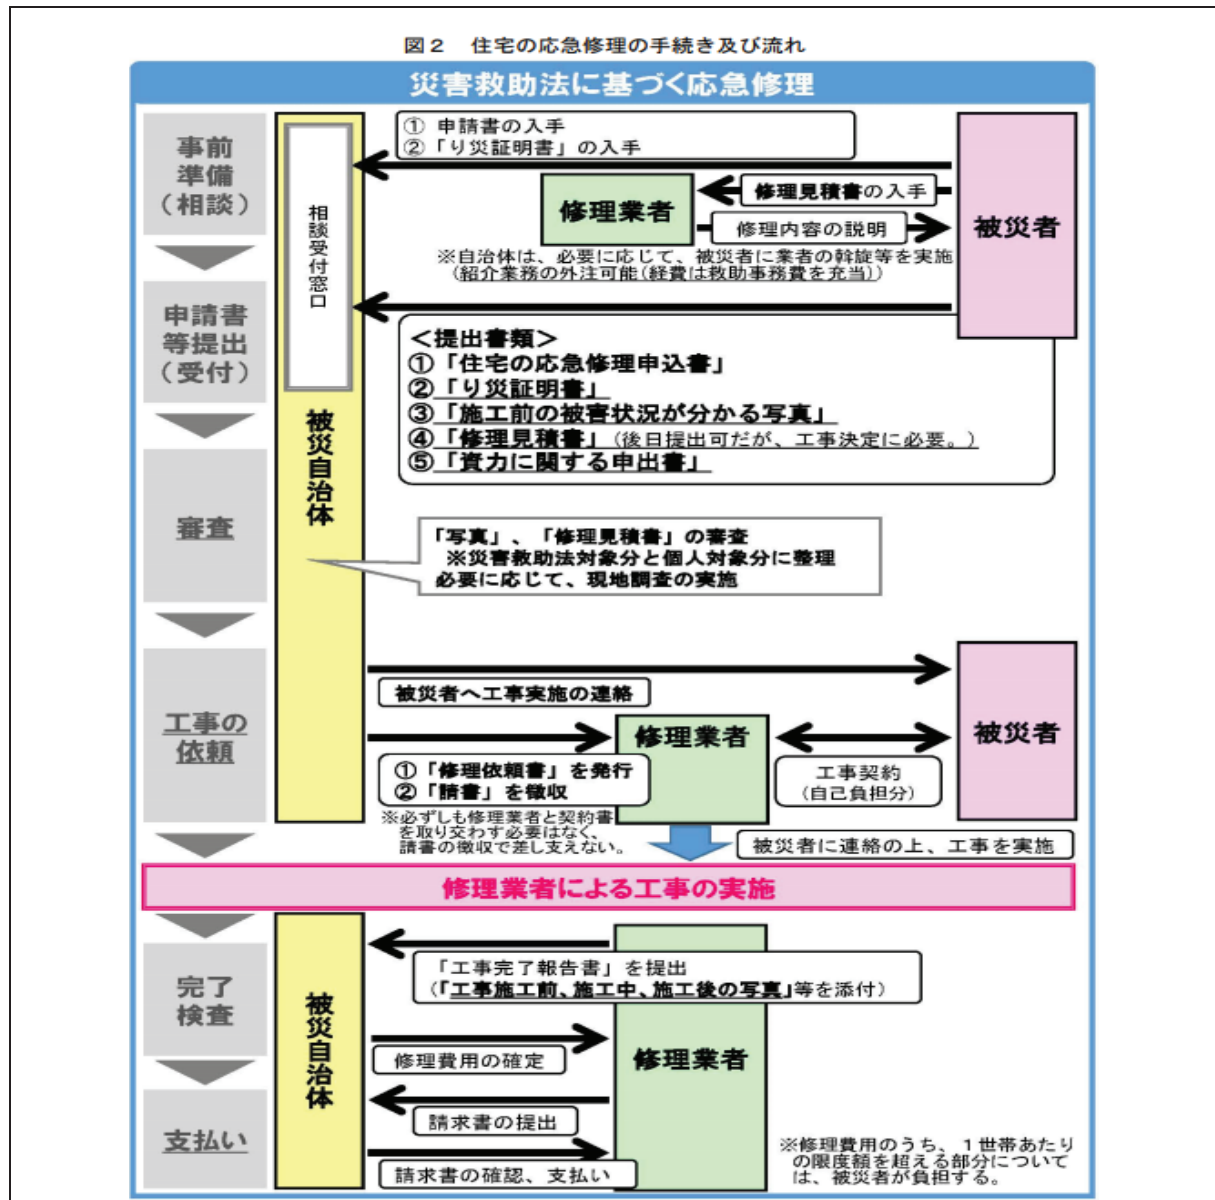 図２　住宅の応急修理の手続き及び流れ
災害救助法に基づく応急修理
事前
準備
（相談）
相談受付窓口
① 申請書の入手
②「り災証明書」の入手
修理業者
修理見積書の入手
修理内容の説明
被災者
※自治体は、必要に応じて、被災者に業者の斡旋等を実施
（紹介業務の外注可能（経費は救助事務費を充当））
申請書
等提出
（受付）
＜提出書類＞
①「住宅の応急修理申込書」
②「り災証明書」
③「施工前の被害状況が分かる写真」
④「修理見積書」（後日提出可だが、工事決定に必要。）
⑤「資力に関する申出書」
被災自治体
審査
「写真」、「修理見積書」の審査
※災害救助法対象分と個人対象分に整理
必要に応じて、現地調査の実施
工事の
依頼
被災者へ工事実施の連絡
修理業者
被災者
①「修理依頼書」を発行
②「請書」を徴収
工事契約
（自己負担分）
※必ずしも修理業者と契約書
を取り交わす必要はなく、
請書の徴収で差し支えない。
被災者に連絡の上、工事を実施
修理業者による工事の実施
完了
検査
被災自治体
「工事完了報告書」を提出
（「工事施工前、施工中、施工後の写真」等を添付）
修理費用の確定
修理業者
支払い
請求書の提出
請求書の確認、支払い
※修理費用のうち、１世帯あたり
の限度額を超える部分について
は、被災者が負担する。